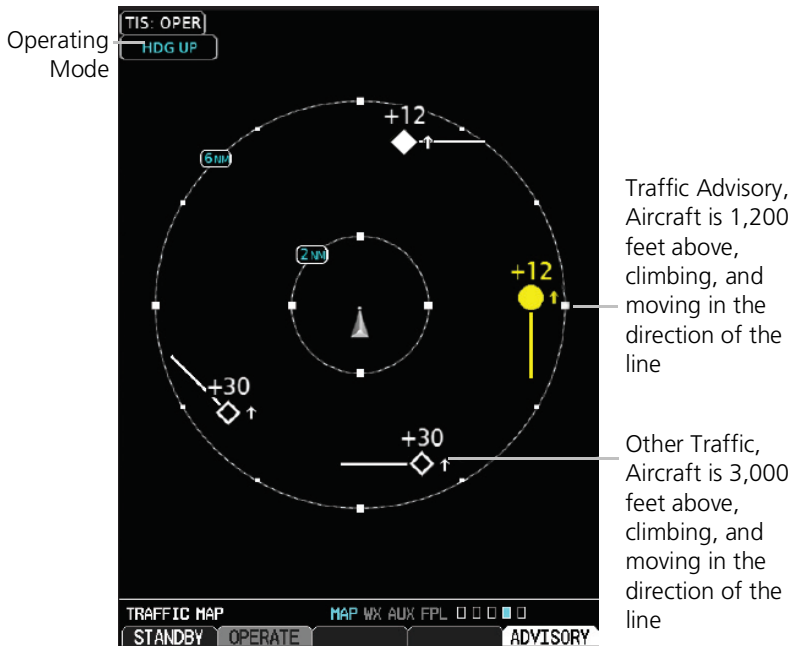 TIS: OPER
HDG UP
Operating
Mode
+12
6NM
2NM
+12
+30
+30
Traffic Advisory,
Aircraft is 1,200
feet above,
climbing, and
moving in the
direction of the
line
Other Traffic,
Aircraft is 3,000
feet above,
climbing, and
moving in the
direction of the
line
TRAFFIC MAP MAP WX AUX FPL
STANDBY OPERATE ADVISORY